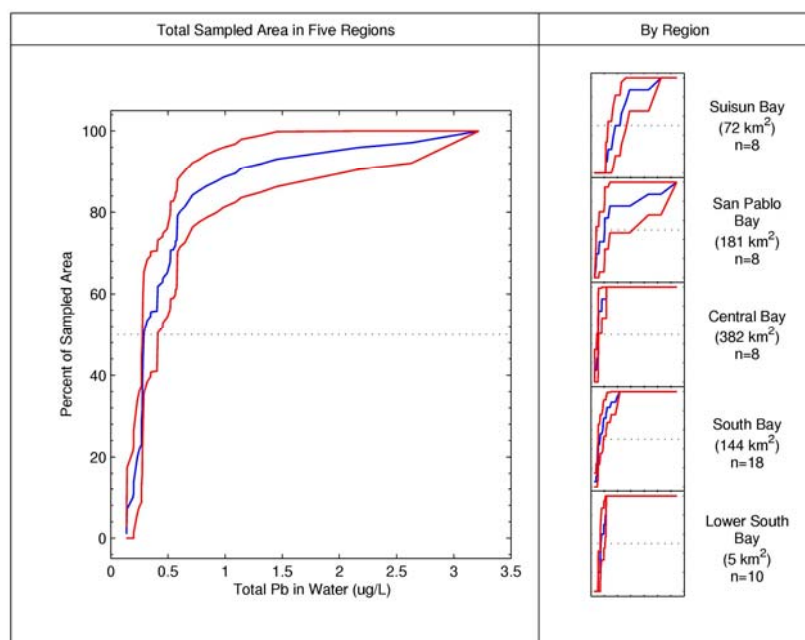 Total Sampled Area in Five Regions
By Region
100
80
60
40
20
0
Percent of Sampled Area
0 0.5 1 1.5 2 2.5 3 3.5
Total Pb in Water (ug/L)
Suisun Bay
(72 km²)
n=8
San Pablo
Bay
(181 km²)
n=8
Central Bay
(382 km²)
n=8
South Bay
(144 km²)
n=18
Lower South
Bay
(5 km²)
n=10